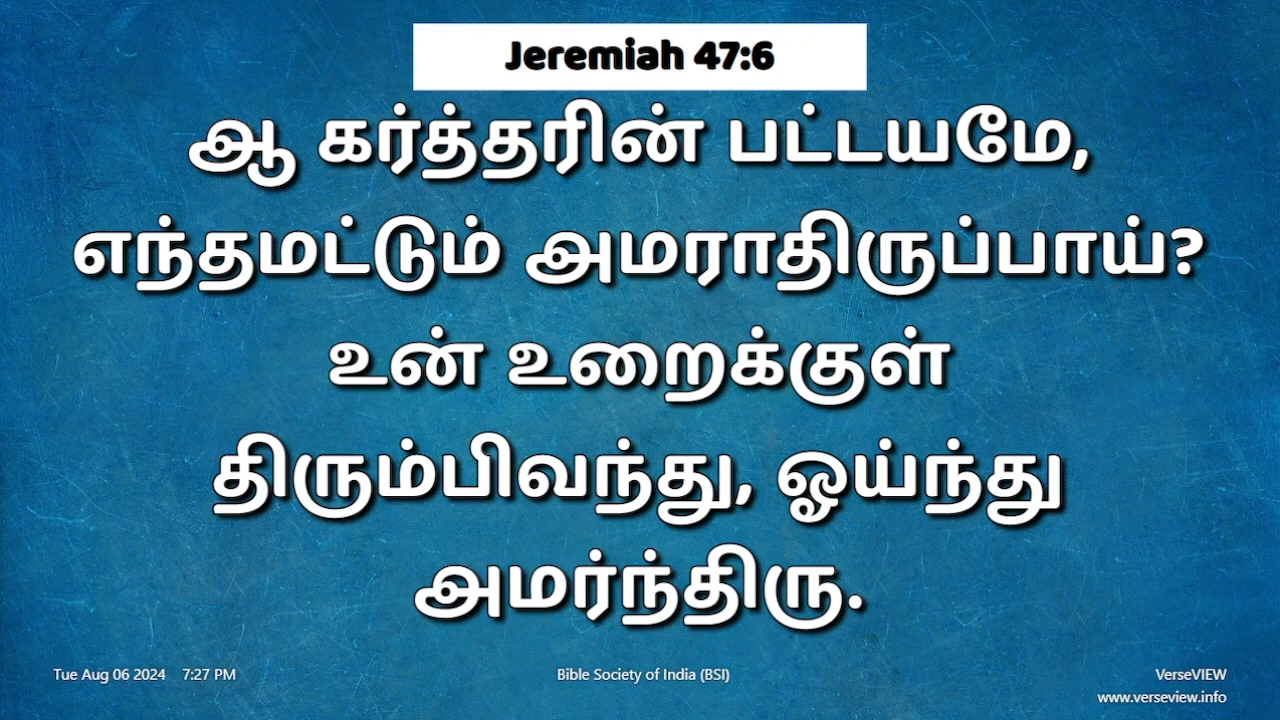 Jeremiah 47:6
ஆ கர்த்தரின் பட்டயமே,
எந்தமட்டும் அமராதிருப்பாய்?
உன் உறைக்குள்
திரும்பிவந்து, ஓய்ந்து
அமர்ந்திரு.
Tue Aug 06 2024 7:27 PM
Bible Society of India (BSI)
VerseVIEW
www.verseview.info